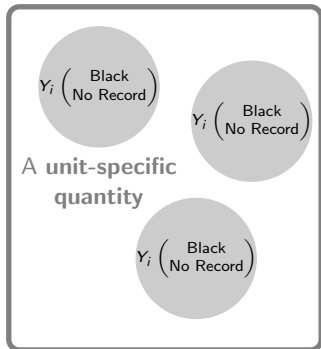 Y_i (Black
No Record)
Y_i (Black
No Record)
A unit-specific
quantity
Y_i (Black
No Record)